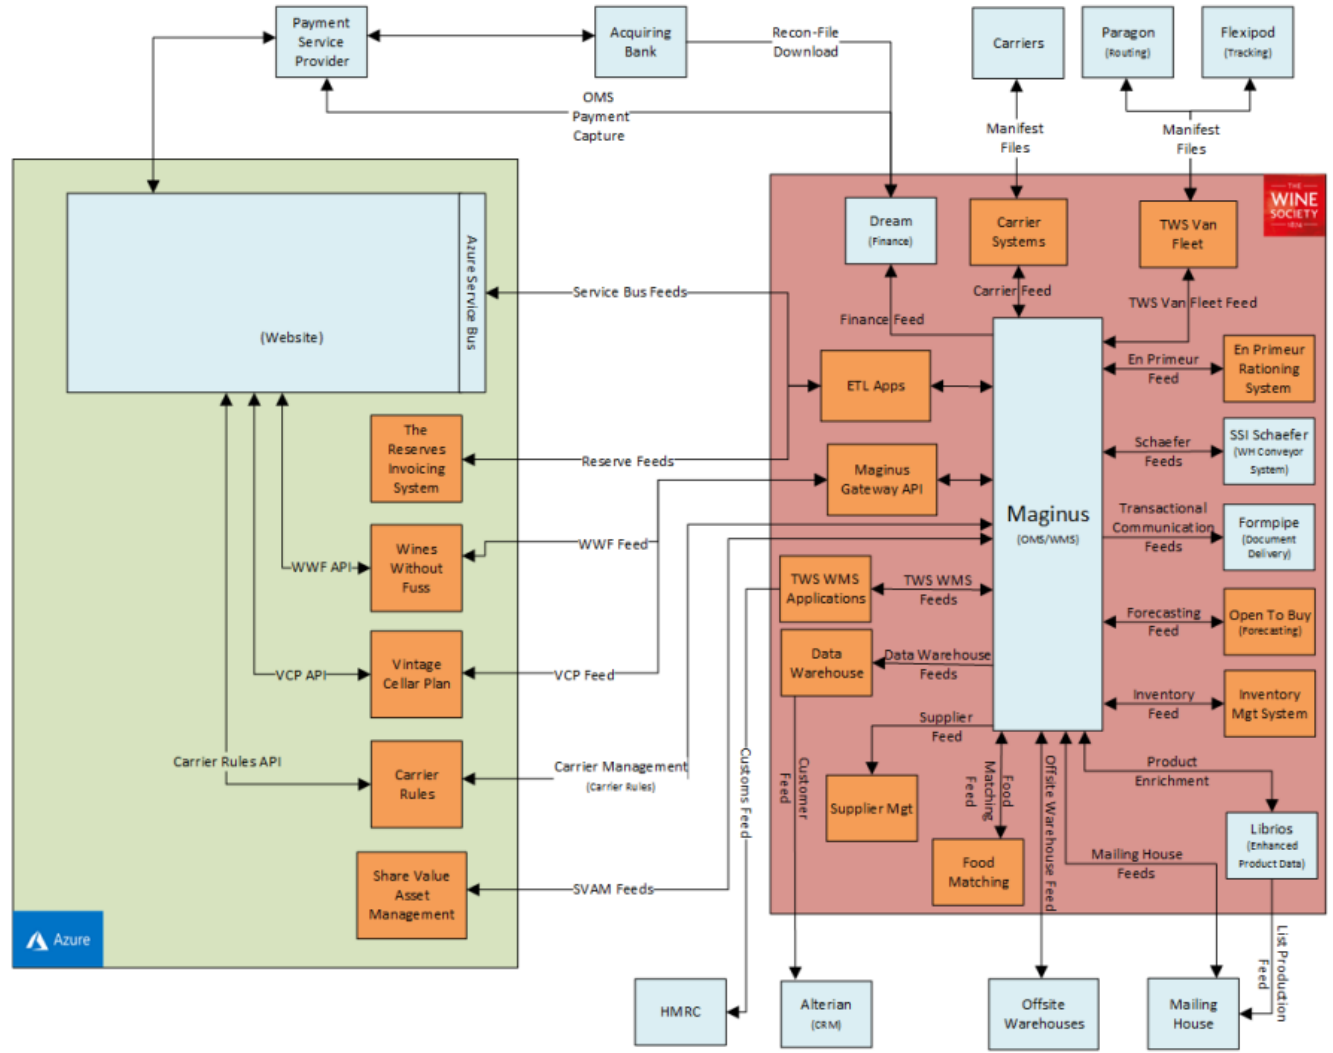 Payment
Service
Provider
Acquiring
Bank
Recon-File
Download
Carriers
Paragon
(Routing)
Flexipod
(Tracking)
OMS
Payment
Capture
Manifest
Files
Manifest
Files
THE
WINE
SOCIETY
1874
Dream
(Finance)
Carrier
Systems
TWS Van
Fleet
Azure Service Bus
(Website)
Service Bus Feeds
Carrier Feed
TWS Van Fleet Feed
Finance Feed
ETL Apps
En Primeur
Feed
En Primeur
Rationing
System
The
Reserves
Invoicing
System
Reserve Feeds
Maginus
Gateway API
Schaefer
Feeds
SSI Schaefer
(WH Conveyor
System)
Maginus
(OMS/WMS)
Transactional
Communication
Feeds
Formpipe
(Document
Delivery)
WWF API
Wines
Without
Fuss
WWF Feed
TWS WMS
Applications
TWS WMS
Feeds
Forecasting
Feed
Open To Buy
(Forecasting)
VCP API
Vintage
Cellar Plan
VCP Feed
Data
Warehouse
Data Warehouse
Feeds
Inventory
Feed
Inventory
Mgt System
Supplier
Feed
Carrier Rules API
Carrier
Rules
Carrier Management
(Carrier Rules)
Customs Feed
Customer
Feed
Supplier Mgt
Food
Matching
Feed
Offsite Warehouse Feed
Product
Enrichment
Librios
(Enhanced
Product Data)
Food
Matching
Mailing House
Feeds
Share Value
Asset
Management
SVAM Feeds
Azure
List Production
Feed
HMRC
Alterian
(CRM)
Offsite
Warehouses
Mailing
House